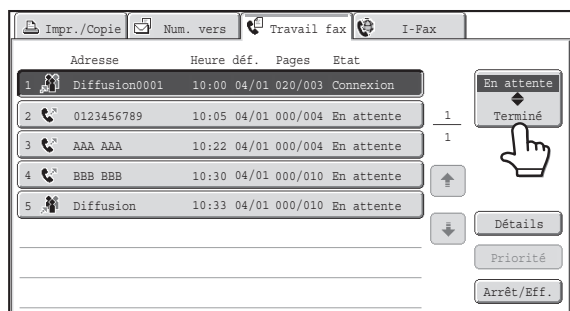 Impr./Copie Num. vers Travail fax I-Fax
Adresse Heure déf. Pages Etat
1 Diffusion0001 10:00 04/01 020/003 Connexion
En attente
2 0123456789 10:05 04/01 000/004 En attente
1
Terminé
3 AAA AAA 10:22 04/01 000/004 En attente
1
4 BBB BBB 10:30 04/01 000/010 En attente
5 Diffusion 10:33 04/01 000/010 En attente
Détails
Priorité
Arrêt/Eff.